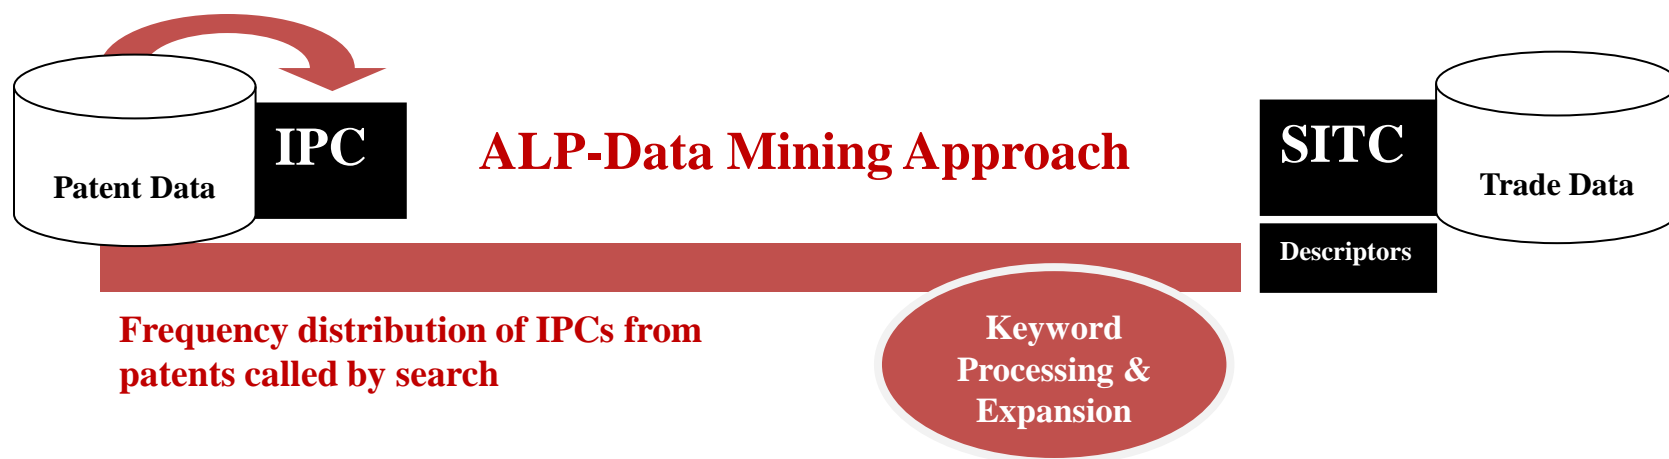 IPC
Patent Data
ALP-Data Mining Approach
SITC
Trade Data
Descriptors
Frequency distribution of IPCs from
patents called by search
Keyword
Processing &
Expansion